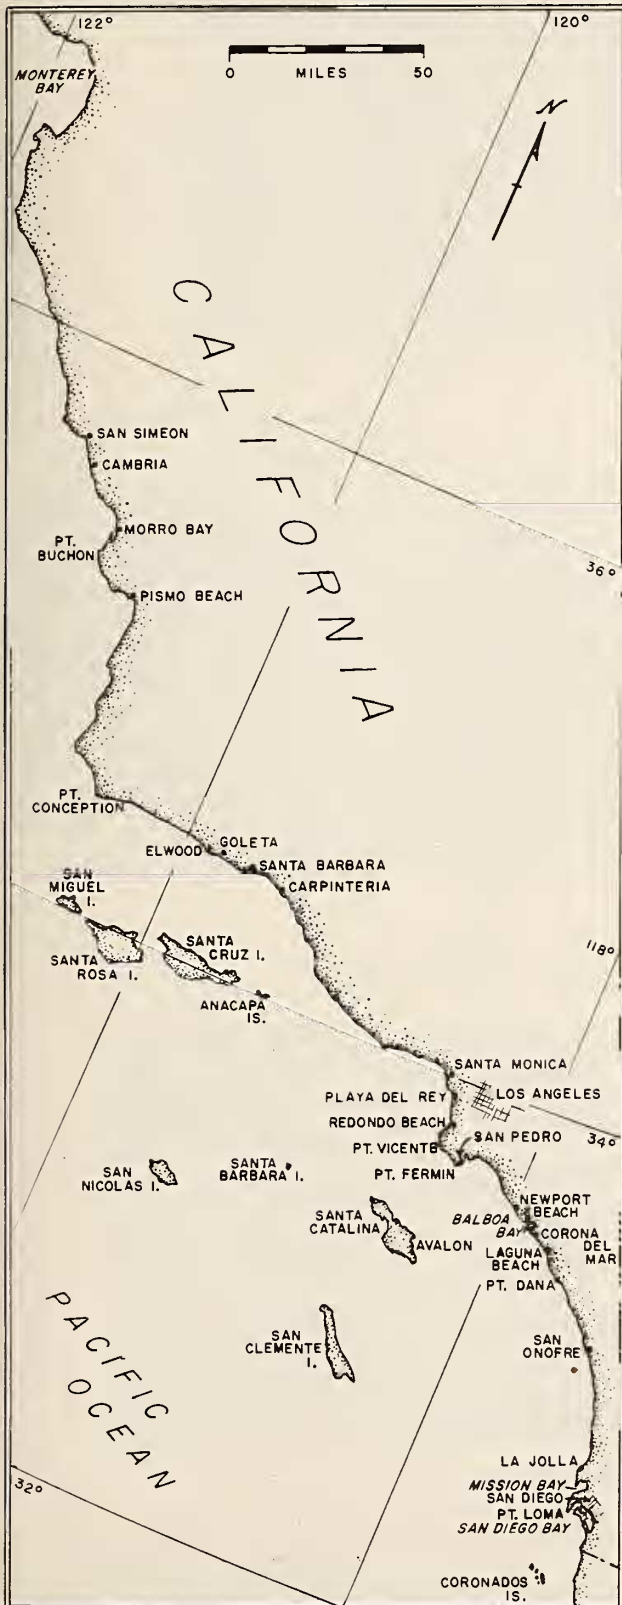 122°
120°
MONTEREY
BAY
0 MILES 50
N
CALIFORNIA
SAN SIMEON
CAMBRIA
MORRO BAY
PT.
BUCHON
36°
PISMO BEACH
PT.
CONCEPTION
GOLETA
ELWOOD
SANTA BARBARA
CARPINTERIA
SAN
MIGUEL
I.
SANTA
ROSA I.
SANTA
CRUZ I.
ANACAPA
IS.
118°
SANTA MONICA
PLAYA DEL REY
LOS ANGELES
REDONDO BEACH
34°
SAN PEDRO
PT. VICENTE
PT. FERMIN
SAN
NICOLAS I.
SANTA
BARBARA I.
SANTA
CATALINA
AVALON
NEWPORT
BEACH
BALBOA
BAY
CORONA
DEL
MAR
LAGUNA
BEACH
PT. DANA
SAN
CLEMENTE
I.
SAN
ONOFRE
PACIFIC
OCEAN
LA JOLLA
MISSION BAY
SAN DIEGO
PT. LOMA
SAN DIEGO BAY
32°
CORONADOS
IS.